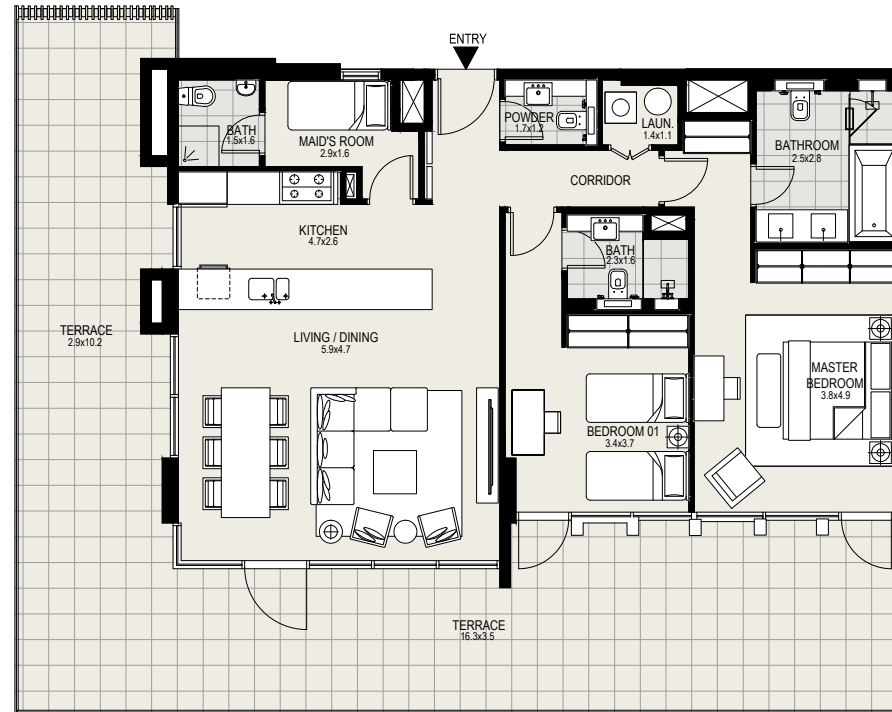 ENTRY
BATH
1.5x1.6
MAID'S ROOM
2.9x1.6
POWDER
1.7x1.2
LAUN.
1.4x1.1
BATHROOM
2.5x2.8
CORRIDOR
KITCHEN
4.7x2.6
BATH
2.3x1.6
TERRACE
2.9x10.2
LIVING / DINING
5.9x4.7
MASTER
BEDROOM
3.8x4.9
BEDROOM 01
3.4x3.7
TERRACE
16.3x3.5